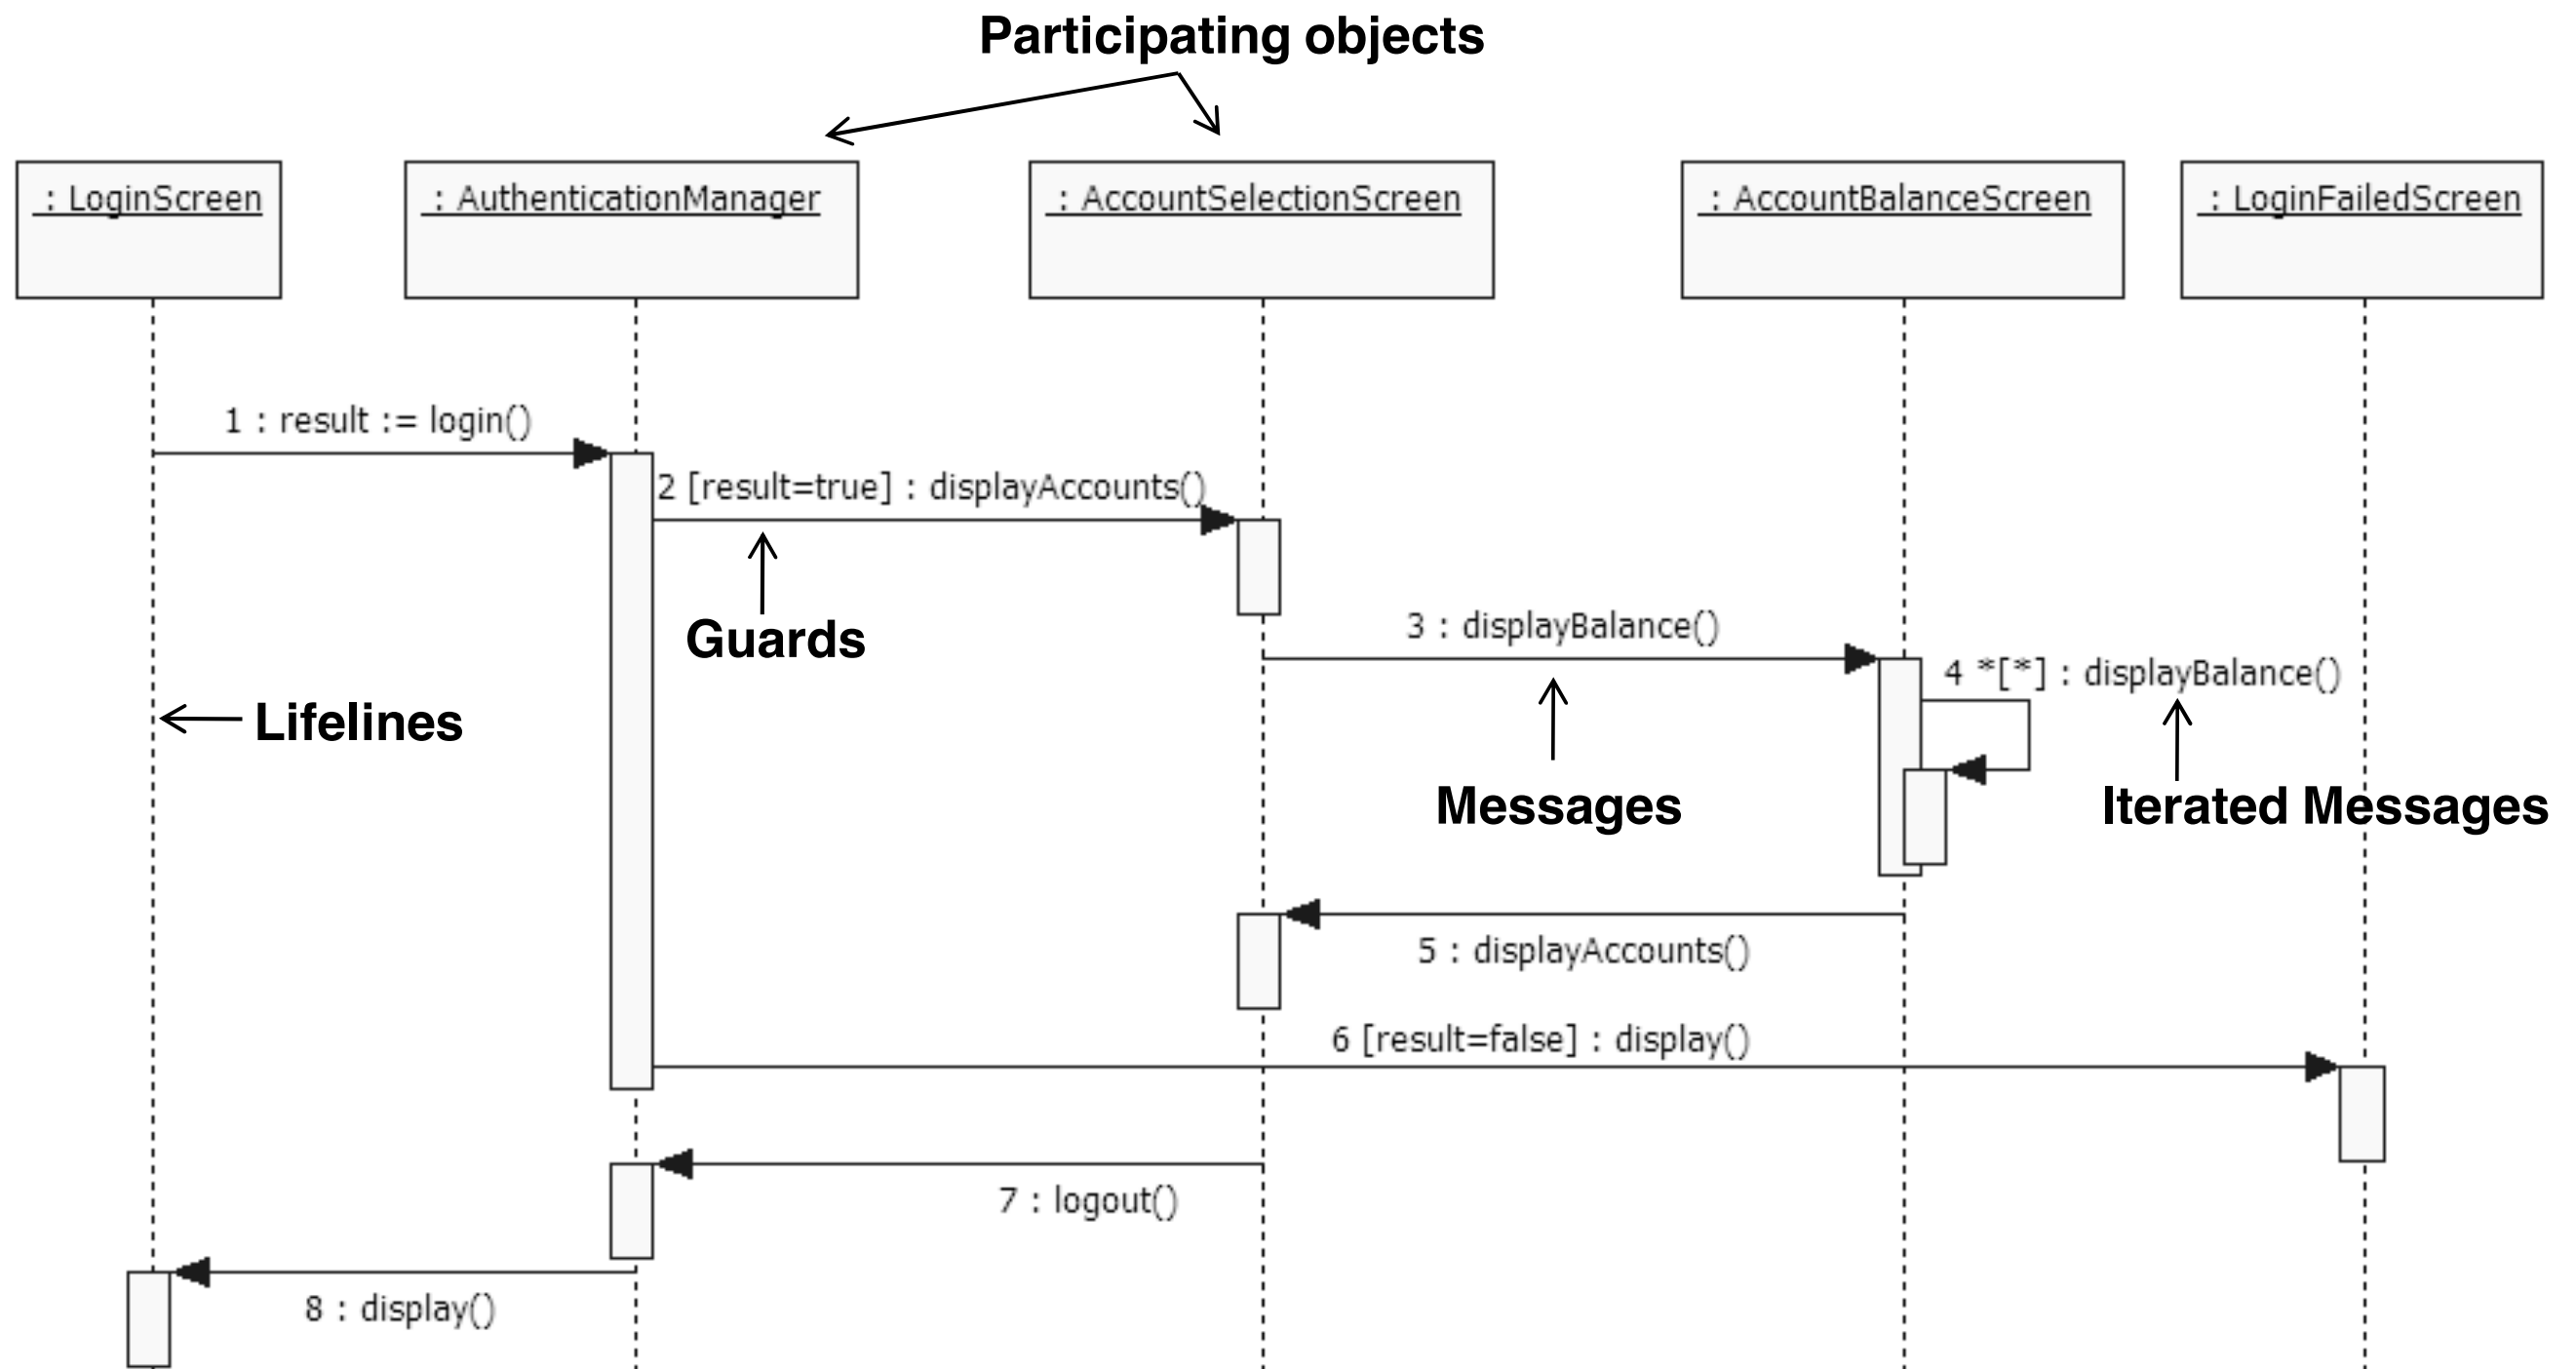 Participating objects
: LoginScreen
: AuthenticationManager
: AccountSelectionScreen
: AccountBalanceScreen
: LoginFailedScreen
1 : result := login()
2 [result=true] : displayAccounts()
Guards
3 : displayBalance()
4 *[*] : displayBalance()
Lifelines
Messages
Iterated Messages
5 : displayAccounts()
6 [result=false] : display()
7 : logout()
8 : display()